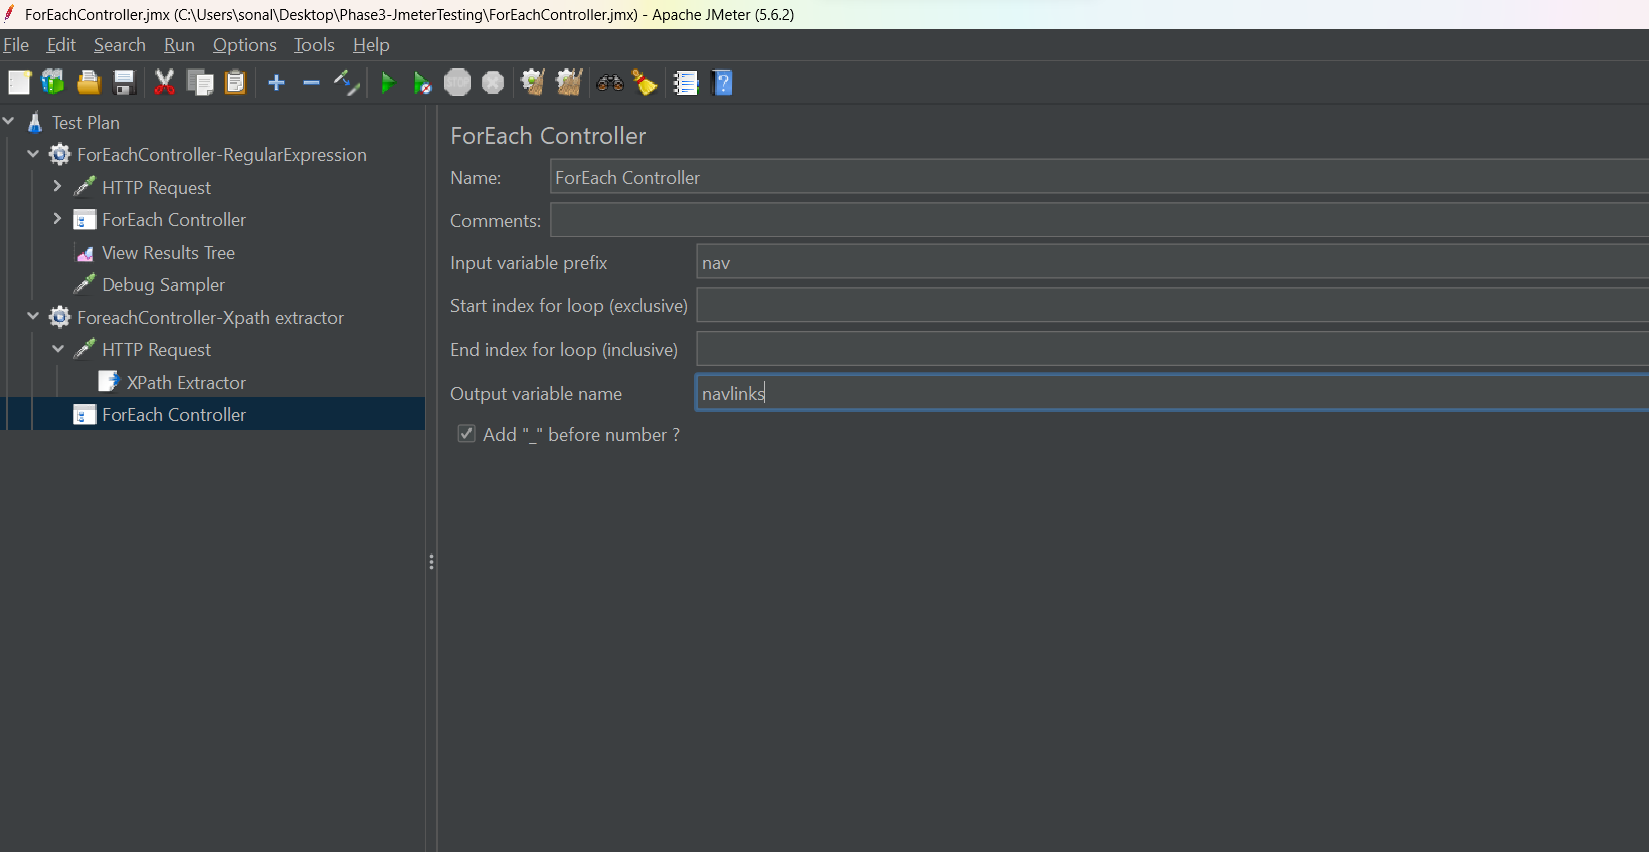 ForEachController.jmx (C:\Users\sonal\Desktop\Phase3-JmeterTesting\ForEachController.jmx) - Apache JMeter (5.6.2)
File Edit Search Run Options Tools Help
STOP
Test Plan
ForEachController-RegularExpression
HTTP Request
ForEach Controller
View Results Tree
Debug Sampler
ForeachController-Xpath extractor
HTTP Request
XPath Extractor
ForEach Controller
ForEach Controller
Name: ForEach Controller
Comments:
Input variable prefix nav
Start index for loop (exclusive)
End index for loop (inclusive)
Output variable name navlinks
Add "_" before number ?